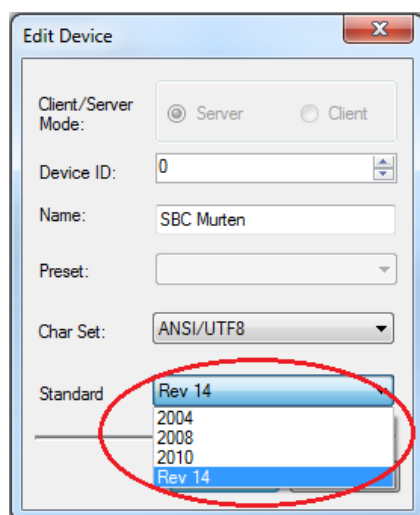 Edit Device
Client/Server
Mode:
Server
Client
Device ID:
0
Name:
SBC Murten
Preset:
Char Set:
ANSI/UTF8
Standard
Rev 14
2004
2008
2010
Rev 14